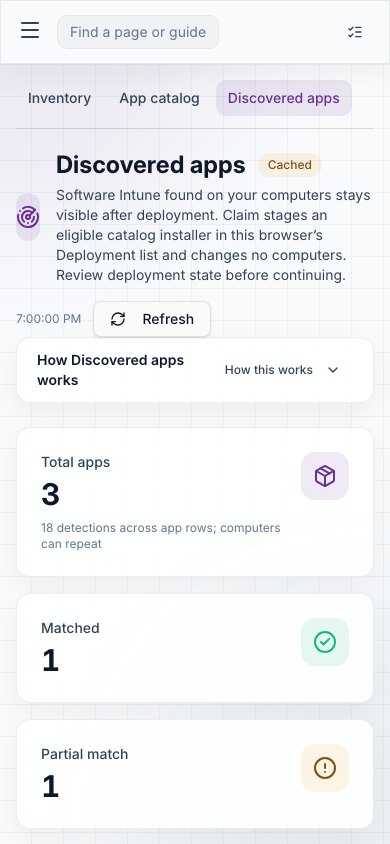 Find a page or guide
Inventory
App catalog
Discovered apps
Discovered apps
Cached
Software Intune found on your computers stays
visible after deployment. Claim stages an
eligible catalog installer in this browser’s
Deployment list and changes no computers.
Review deployment state before continuing.
7:00:00 PM
Refresh
How Discovered apps
works
How this works
Total apps
3
18 detections across app rows; computers
can repeat
Matched
1
Partial match
1